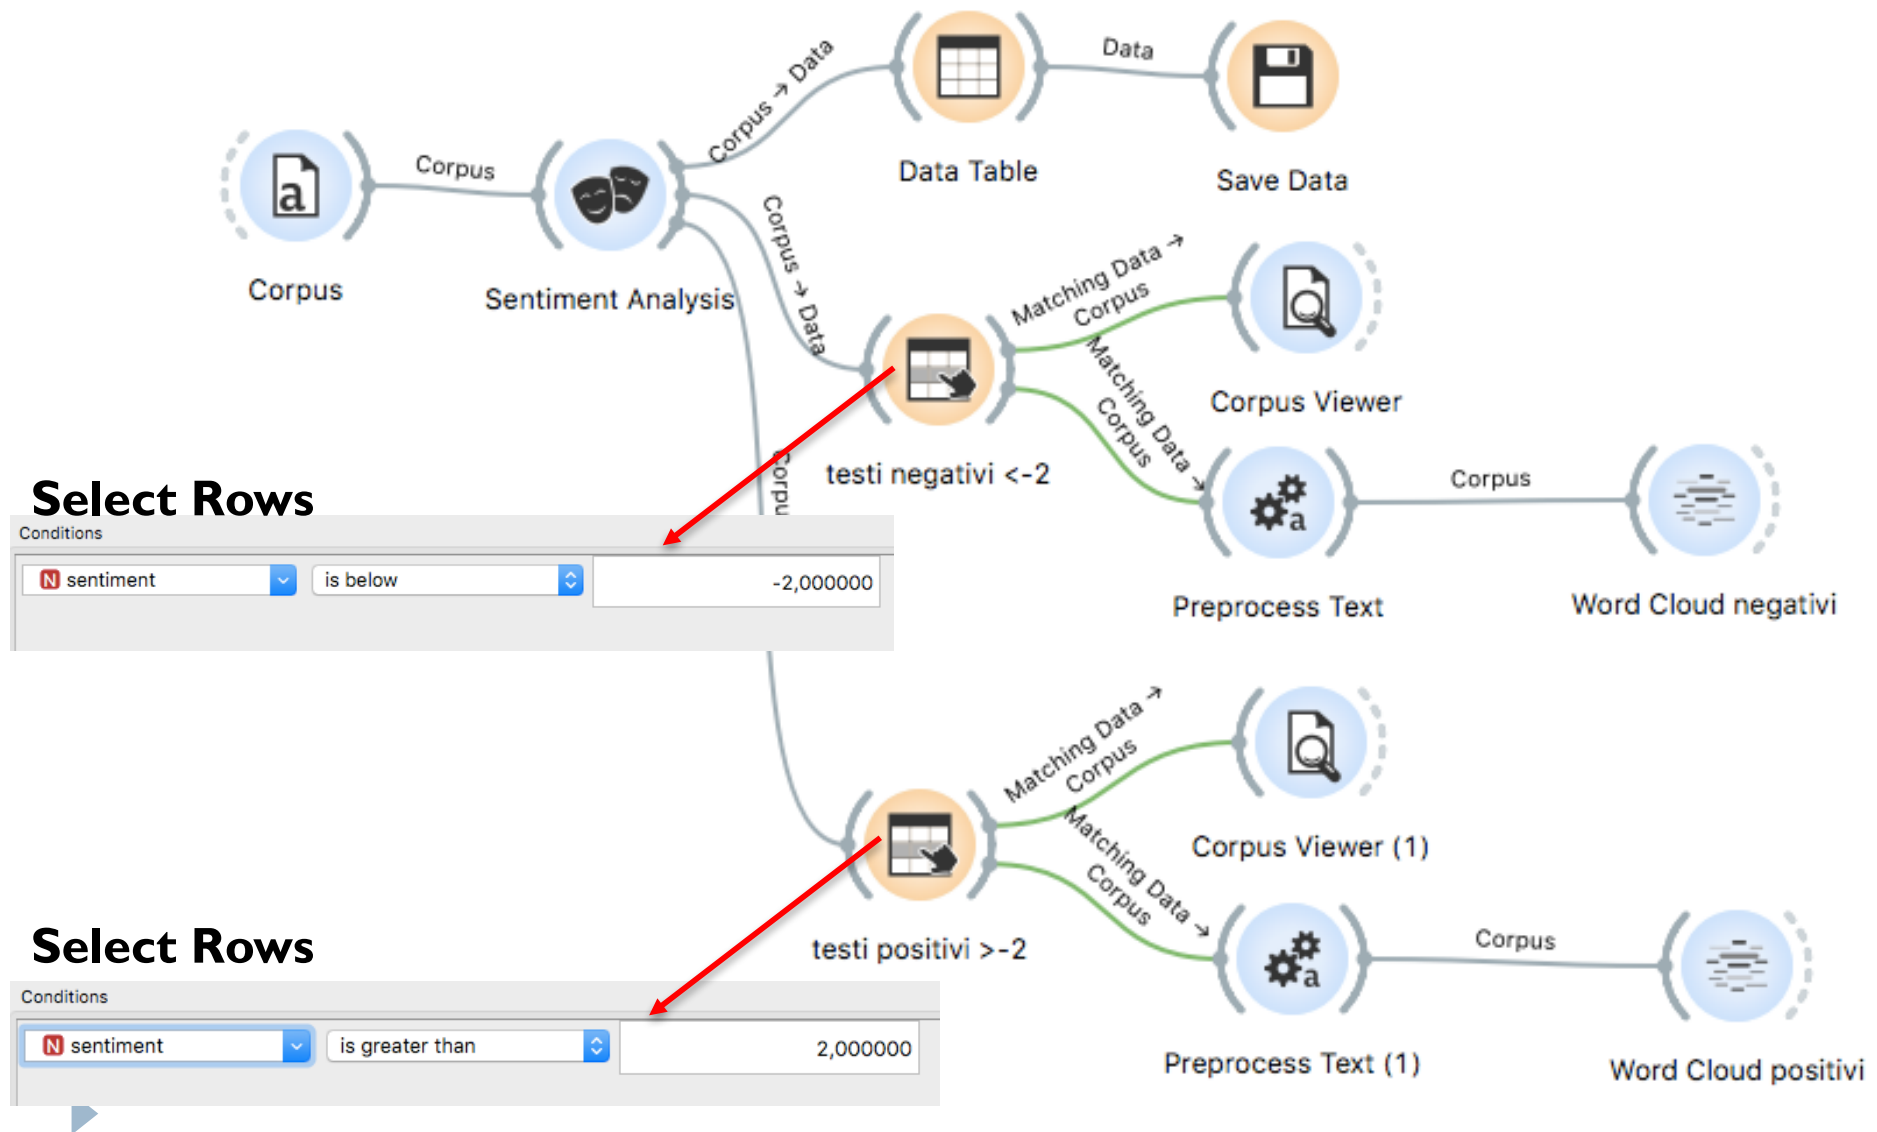 Corpus → Data
Data
Data Table
Save Data
Corpus
Corpus
Sentiment Analysis
Corpus → Data
Matching Data →
Corpus
Corpus Viewer
Matching Data →
Corpus
testi negativi <-2
Corpus
Preprocess Text
Word Cloud negativi
Select Rows
Conditions
N sentiment
is below
-2,000000
a
a
Matching Data →
Corpus
Corpus Viewer (1)
Matching Data →
Corpus
testi positivi >-2
Corpus
Preprocess Text (1)
Word Cloud positivi
Select Rows
Conditions
N sentiment
is greater than
2,000000
a